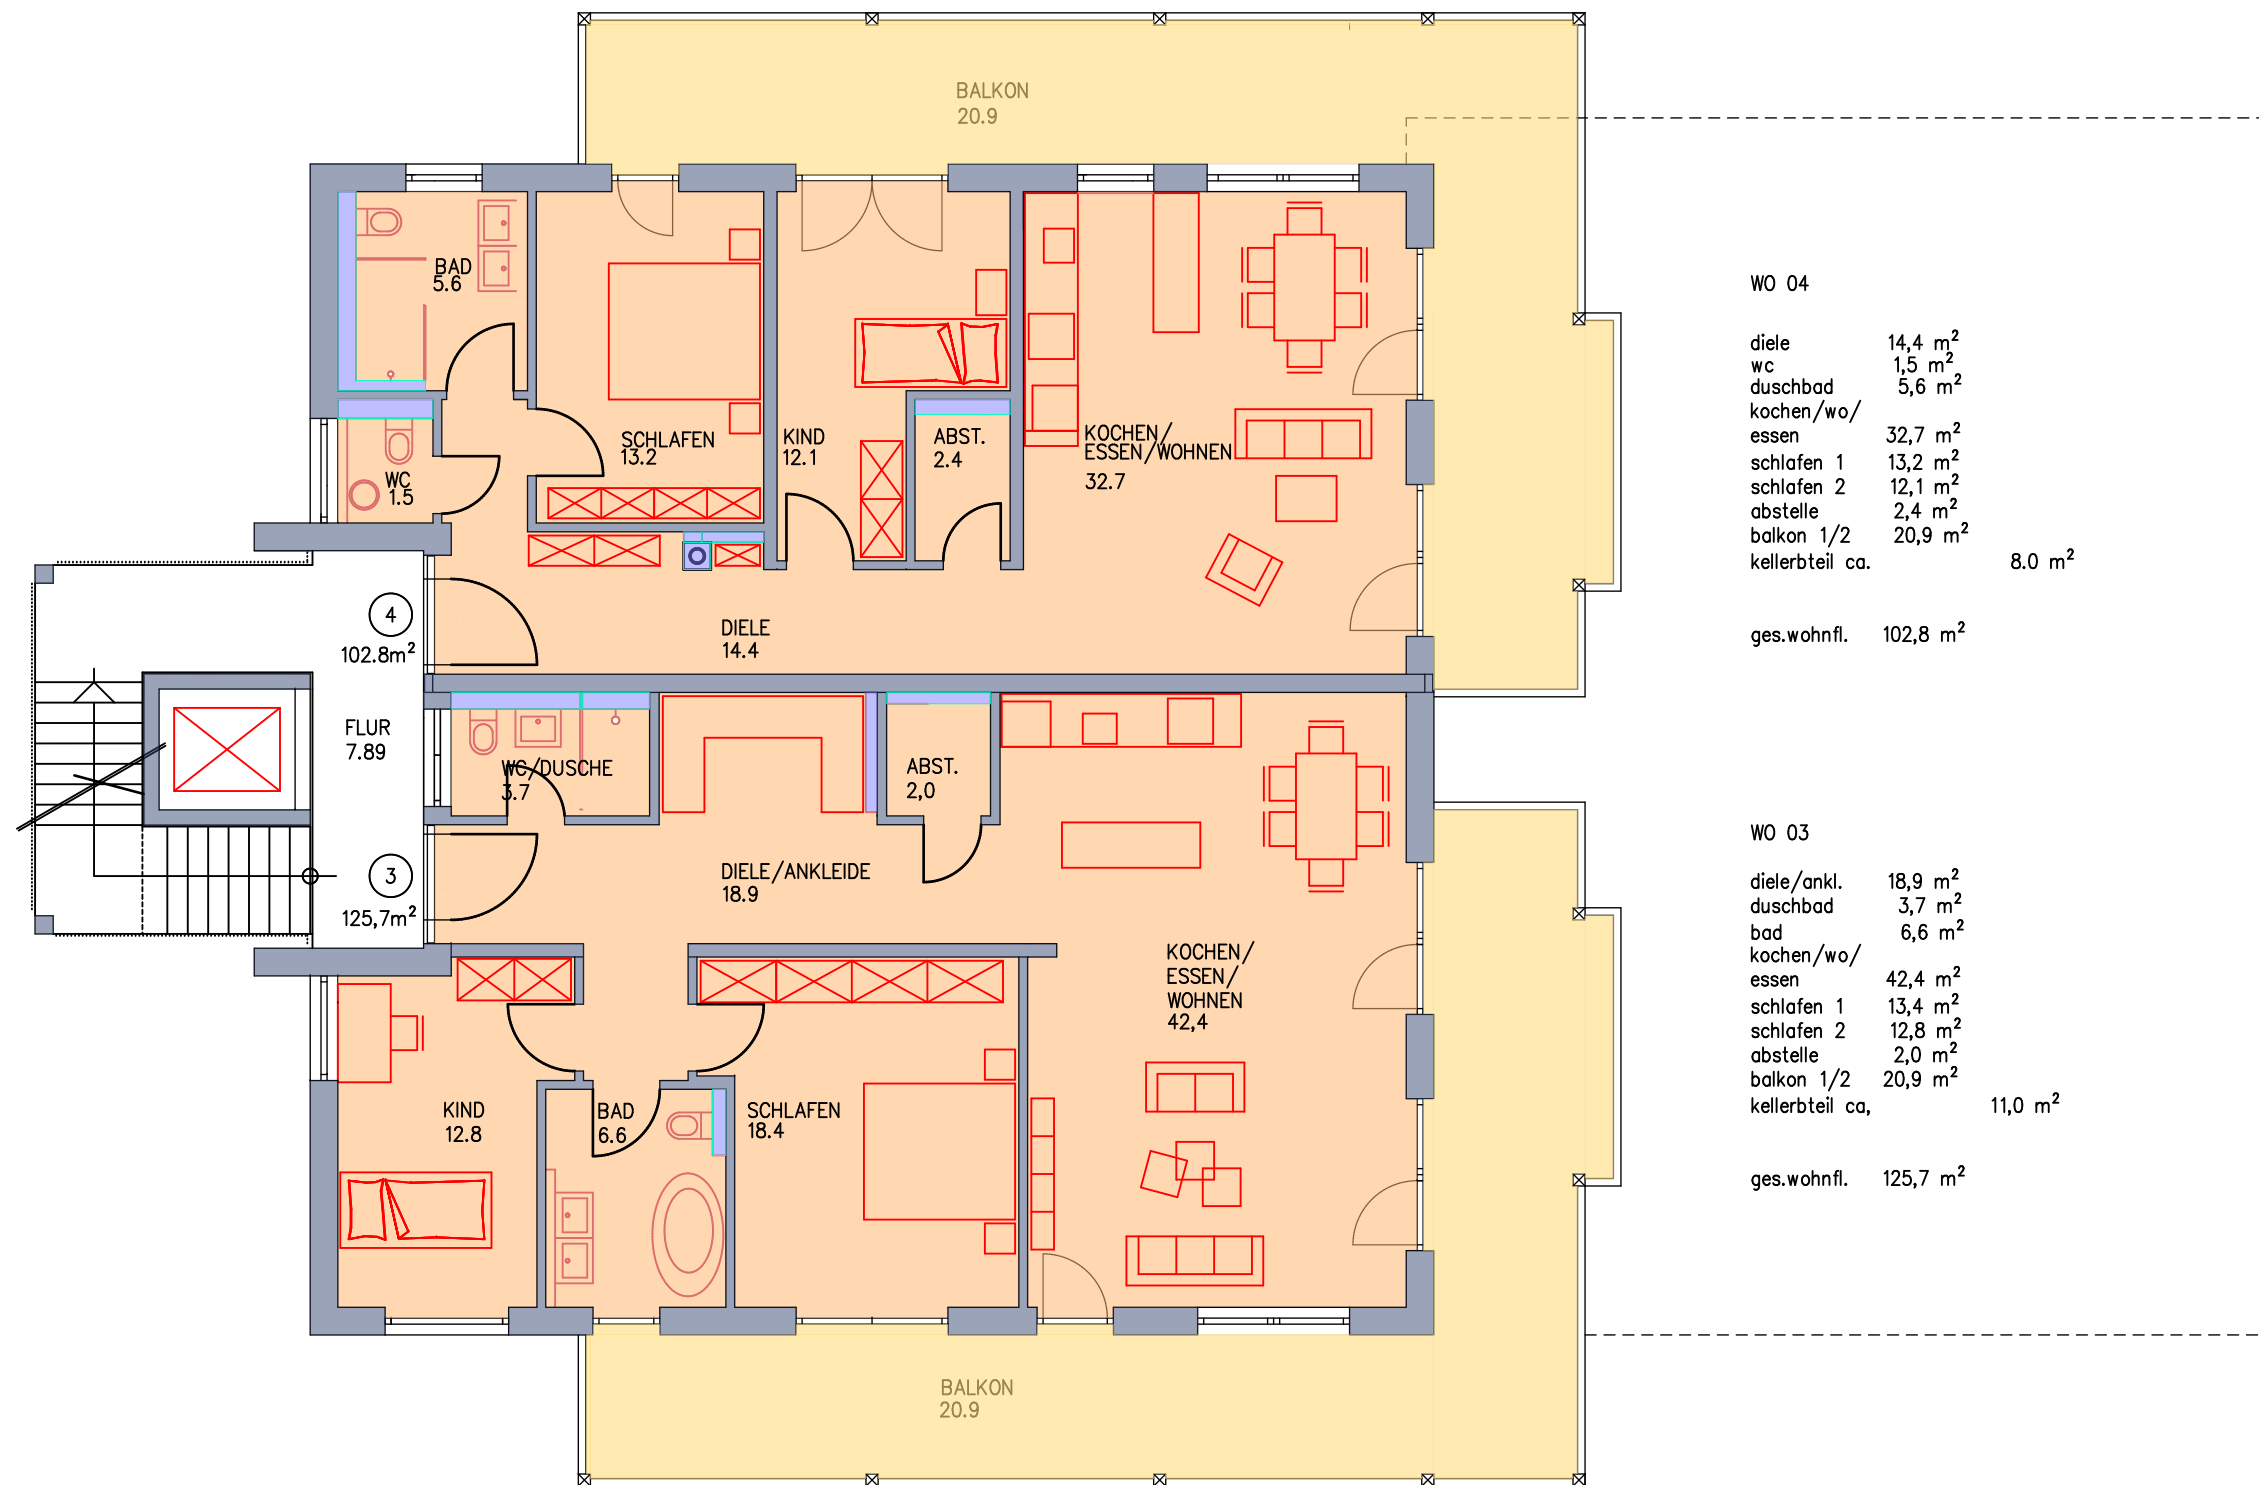 BALKON
20.9
BAD
5.6
SCHLAFEN
13.2
KIND
12.1
ABST.
2.4
KOCHEN/
ESSEN/WOHNEN
32.7
WC
1.5
4
102.8m²
DIELE
14.4
FLUR
7.89
WC/DUSCHE
3.7
ABST.
2,0
DIELE/ANKLEIDE
18.9
3
125,7m²
KOCHEN/
ESSEN/
WOHNEN
42,4
KIND
12.8
BAD
6.6
SCHLAFEN
18.4
BALKON
20.9
WO 04
diele 14,4 m²
wc 1,5 m²
duschbad 5,6 m²
kochen/wo/
essen 32,7 m²
schlafen 1 13,2 m²
schlafen 2 12,1 m²
abstelle 2,4 m²
balkon 1/2 20,9 m²
kellerbteil ca. 8.0 m²
ges.wohnfl. 102,8 m²
WO 03
diele/ankl. 18,9 m²
duschbad 3,7 m²
bad 6,6 m²
kochen/wo/
essen 42,4 m²
schlafen 1 13,4 m²
schlafen 2 12,8 m²
abstelle 2,0 m²
balkon 1/2 20,9 m²
kellerbteil ca, 11,0 m²
ges.wohnfl. 125,7 m²